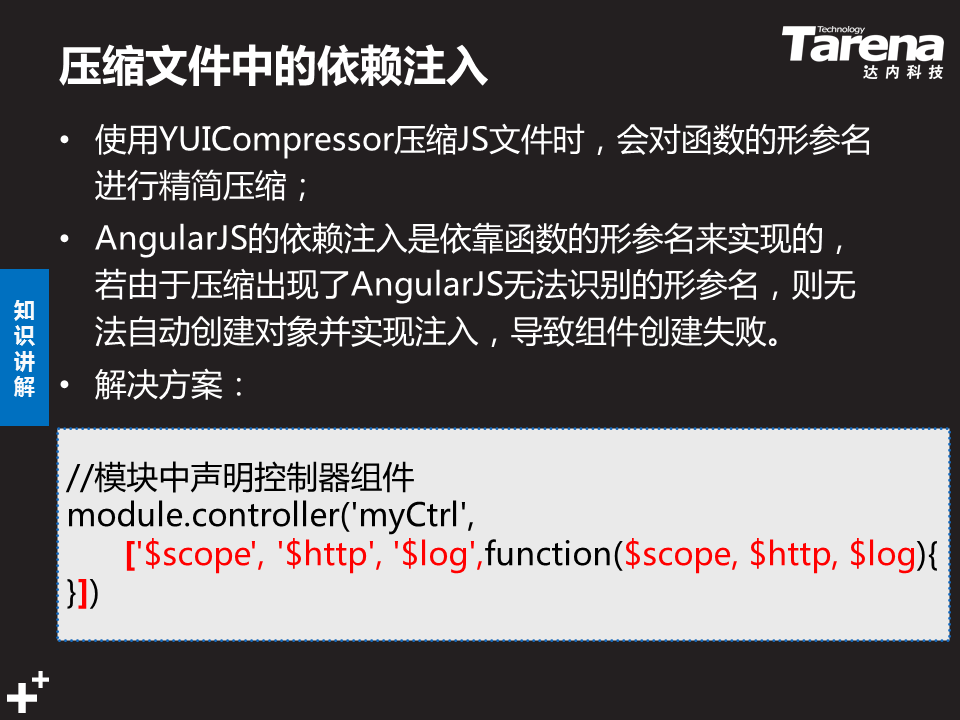 压缩文件中的依赖注入
Technology
Tarena
达内科技
• 使用YUICompressor压缩JS文件时，会对函数的形参名
进行精简压缩；
• AngularJS的依赖注入是依靠函数的形参名来实现的，
若由于压缩出现了AngularJS无法识别的形参名，则无
法自动创建对象并实现注入，导致组件创建失败。
• 解决方案：
知识讲解
//模块中声明控制器组件
module.controller('myCtrl',
['$scope', '$http', '$log',function($scope, $http, $log){
}])